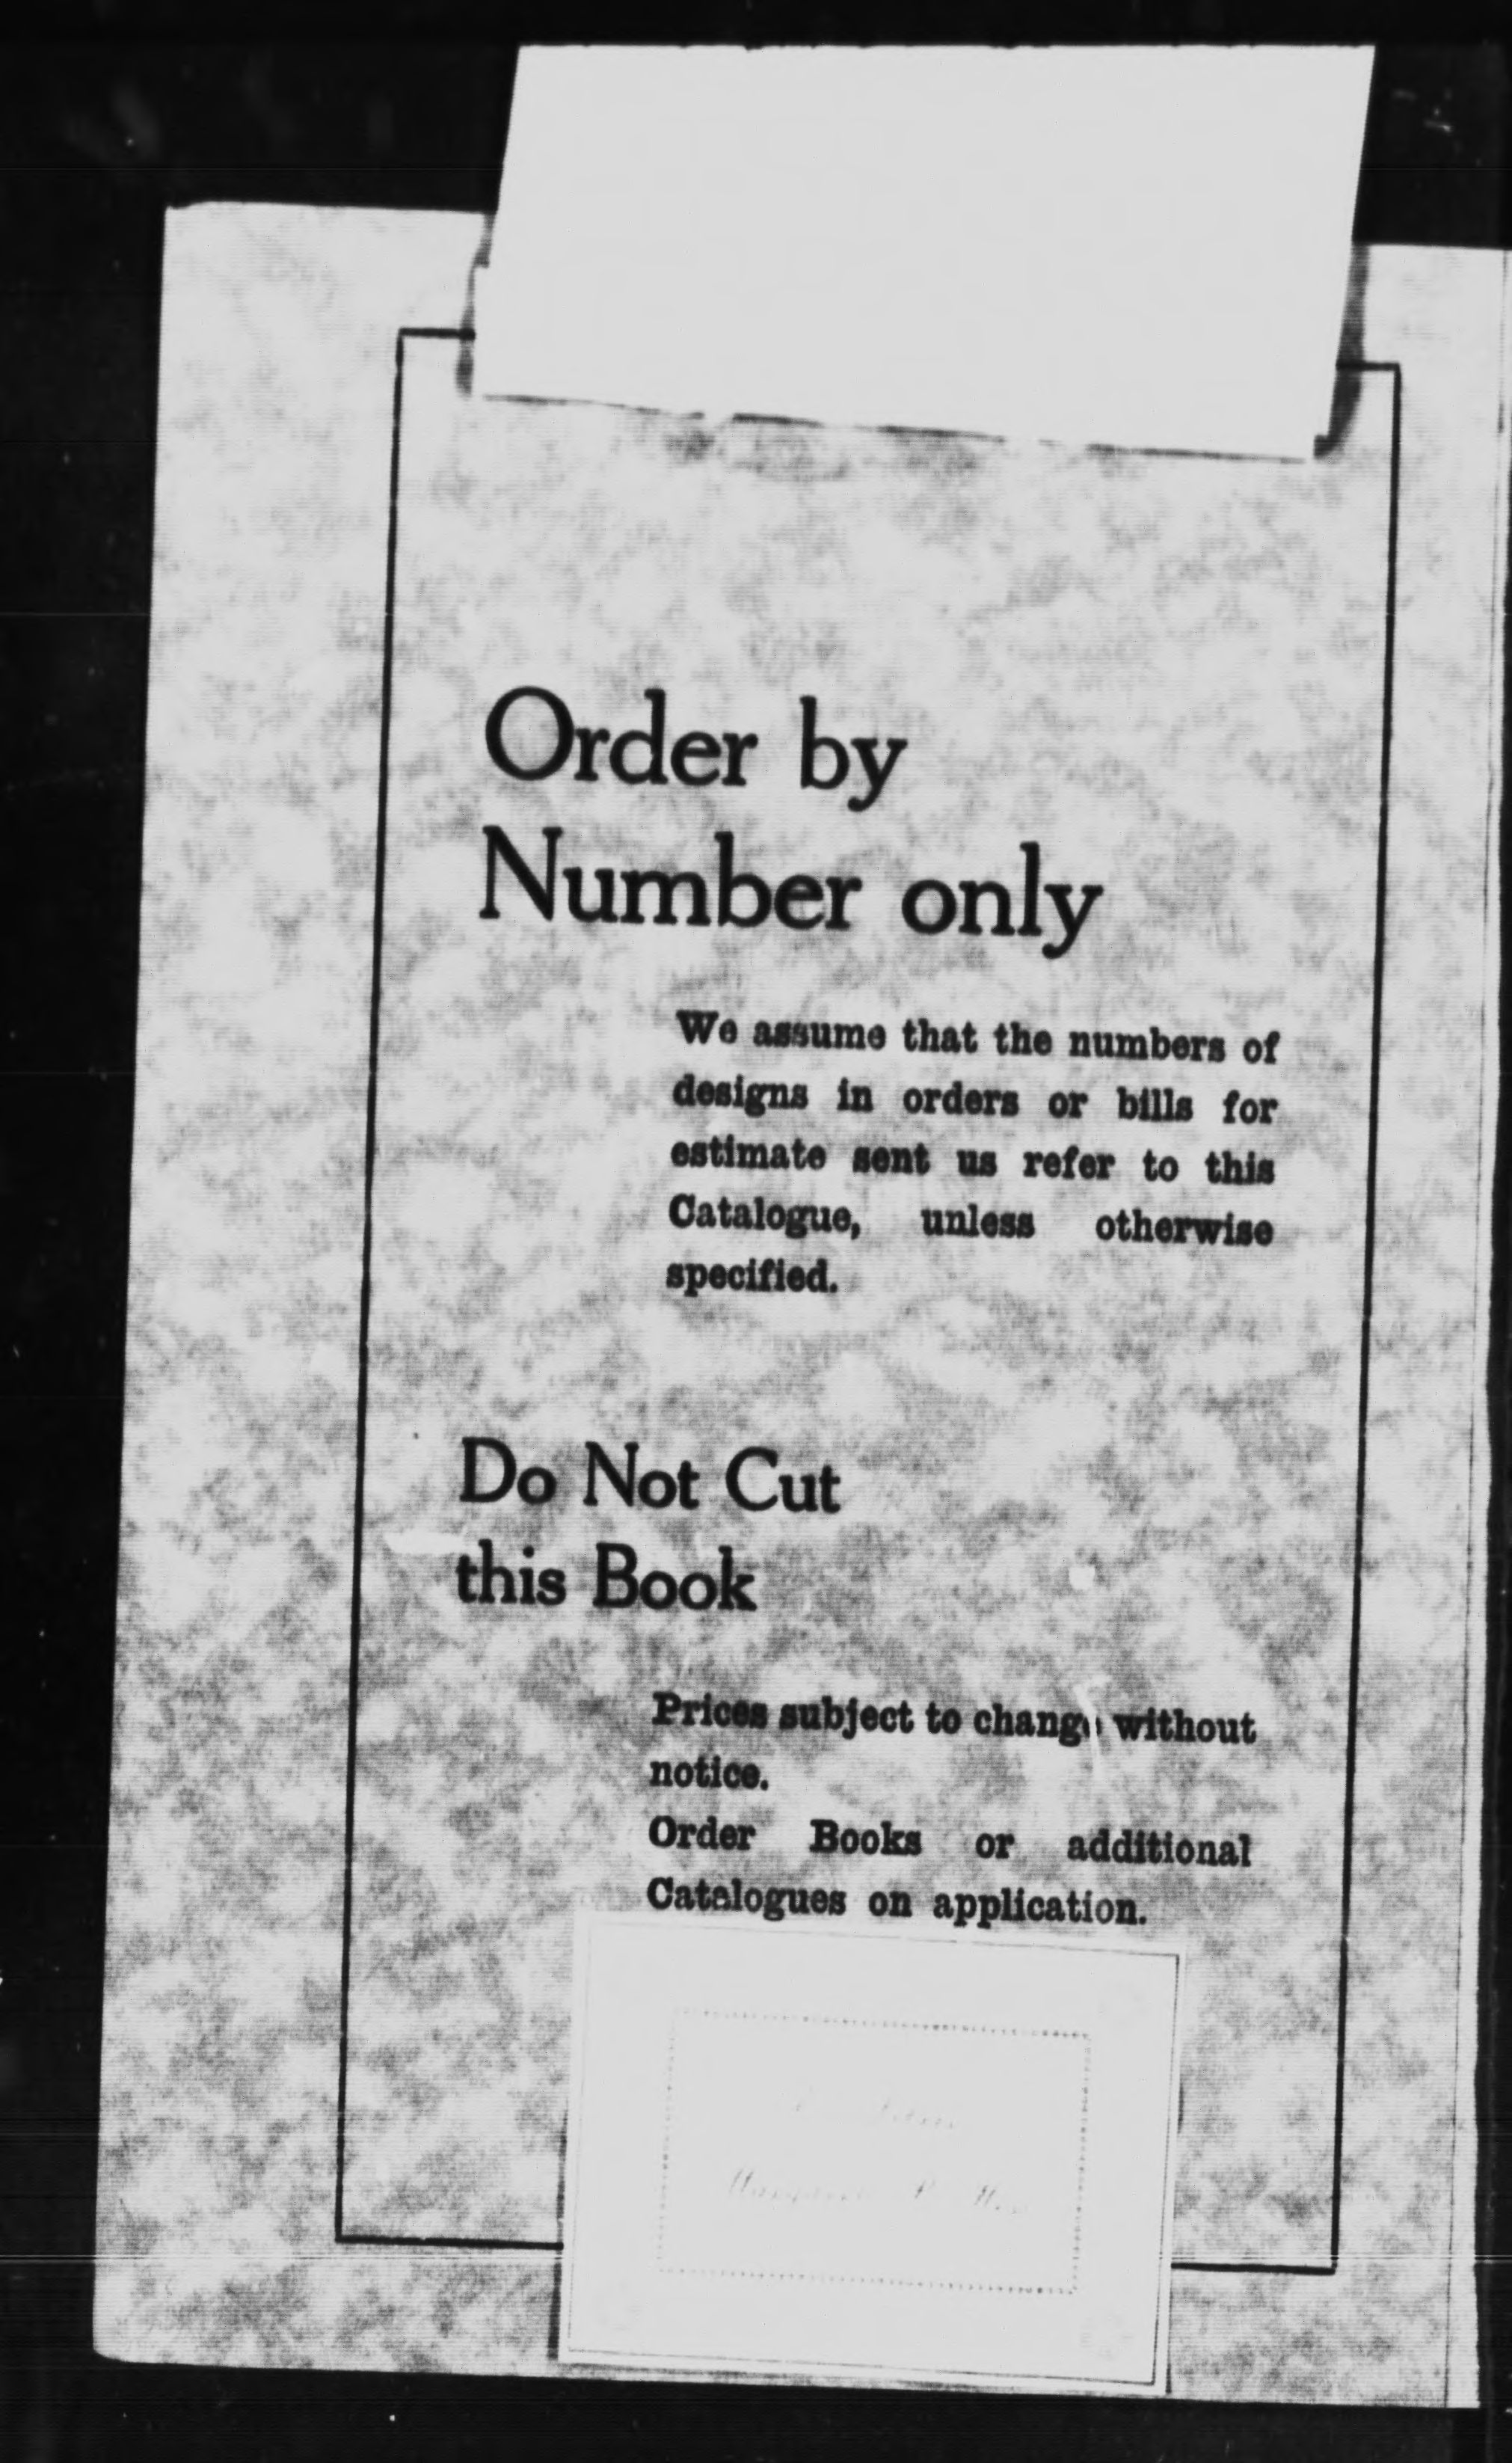 Order by
Number only
We assume that the numbers of
designs in orders or bills for
estimate sent us refer to this
Catalogue, unless otherwise
specified.
Do Not Cut
this Book
Prices subject to change without
notice.
Order Books or additional
Catalogues on application.